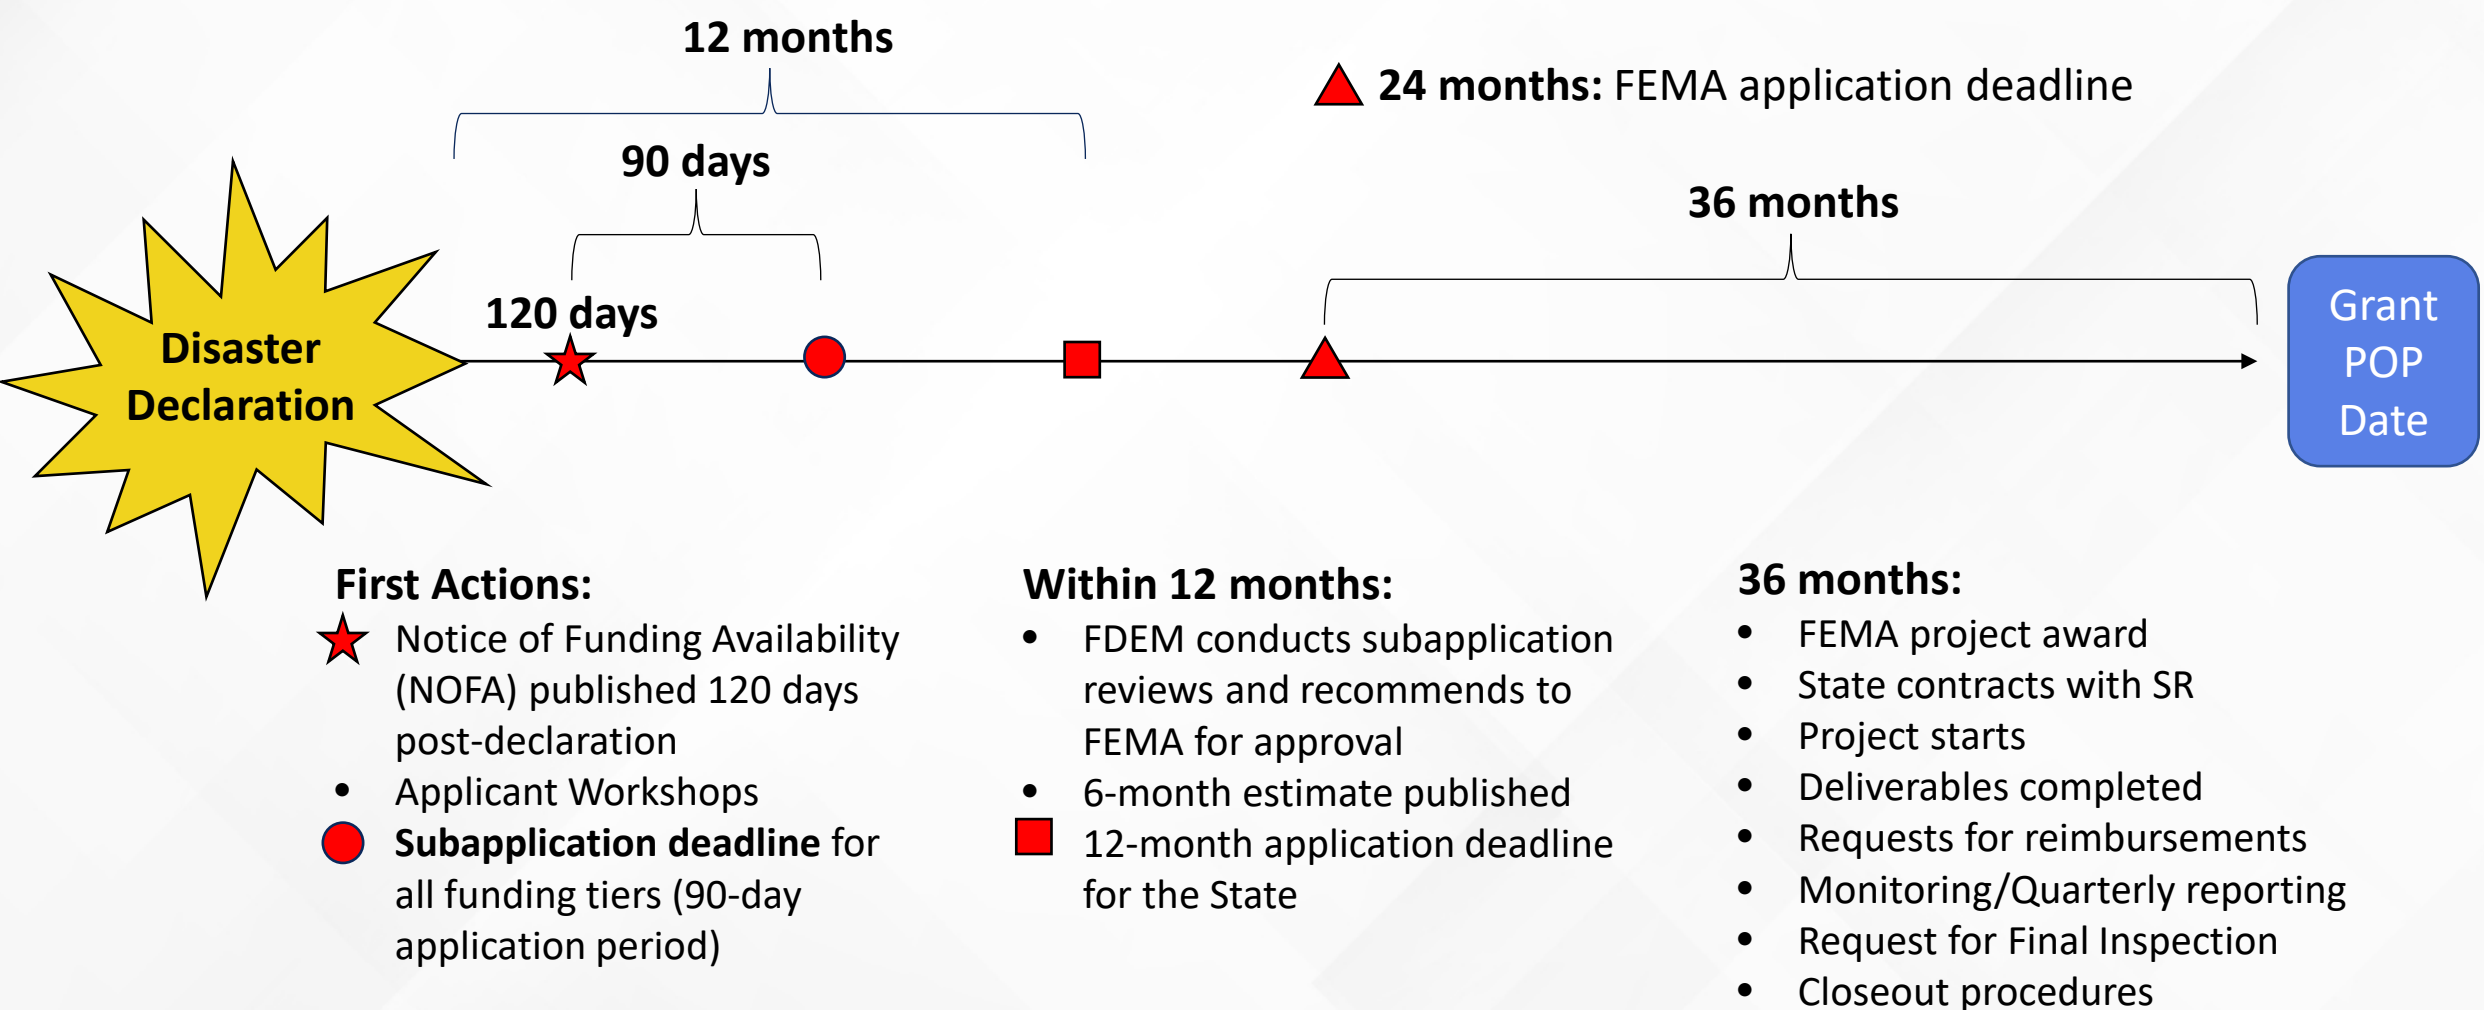 12 months
24 months: FEMA application deadline
90 days
36 months
120 days
Disaster
Declaration
Grant
POP
Date
First Actions:
Notice of Funding Availability
(NOFA) published 120 days
post-declaration
• Applicant Workshops
Subapplication deadline for
all funding tiers (90-day
application period)
Within 12 months:
• FDEM conducts subapplication
reviews and recommends to
FEMA for approval
• 6-month estimate published
12-month application deadline
for the State
36 months:
• FEMA project award
• State contracts with SR
• Project starts
• Deliverables completed
• Requests for reimbursements
• Monitoring/Quarterly reporting
• Request for Final Inspection
• Closeout procedures